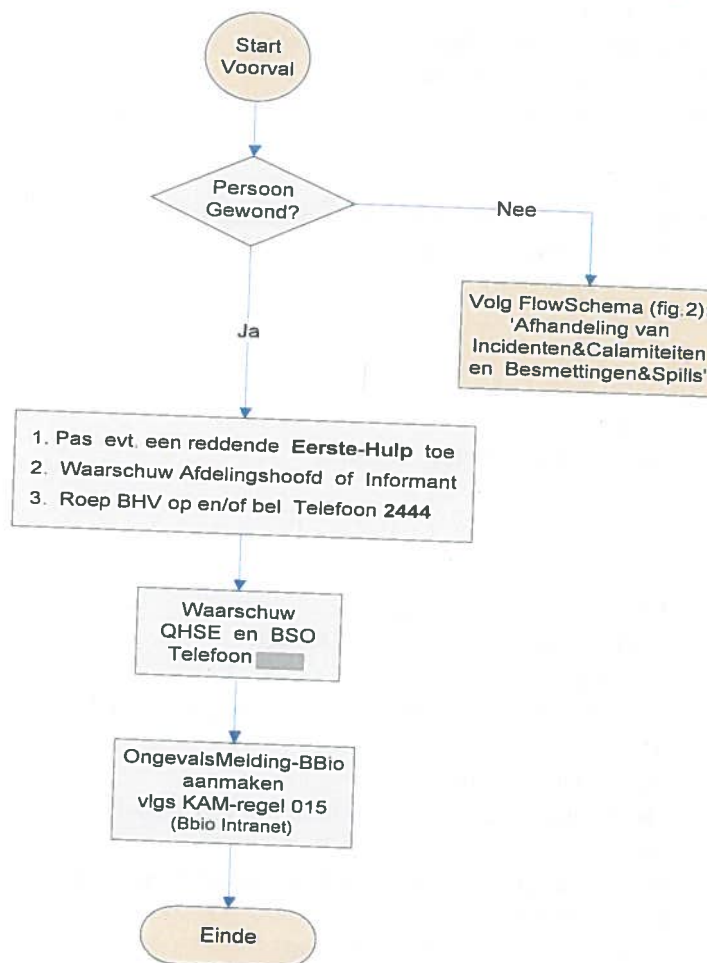 Start
Voorval
Persoon
Gewond?
Nee
Volg FlowSchema (fig.2)
'Afhandeling van
Incidenten&Calamiteiten
en Besmettingen&Spills'
Ja
1. Pas evt. een reddende Eerste-Hulp toe
2. Waarschuw Afdelingshoofd of Informant
3. Roep BHV op en/of bel Telefoon 2444
Waarschuw
QHSE en BSO
Telefoon
OngevalsMelding-BBio
aanmaken
vlgs KAM-regel 015
(Bbio Intranet)
Einde